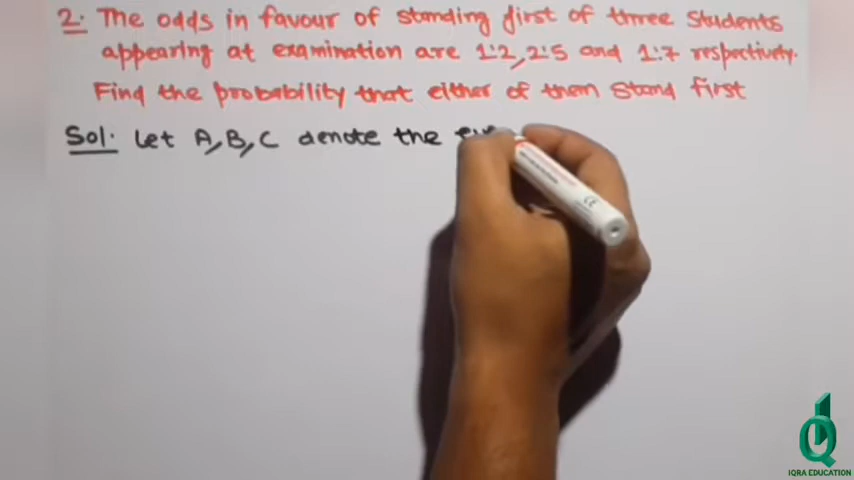 2. The odds in favour of standing first of three students
appearing at examination are 1:2, 2:5 and 1:7 respectively.
Find the probability that either of them stand first
Sol. Let A, B, C denote the
IQRA EDUCATION